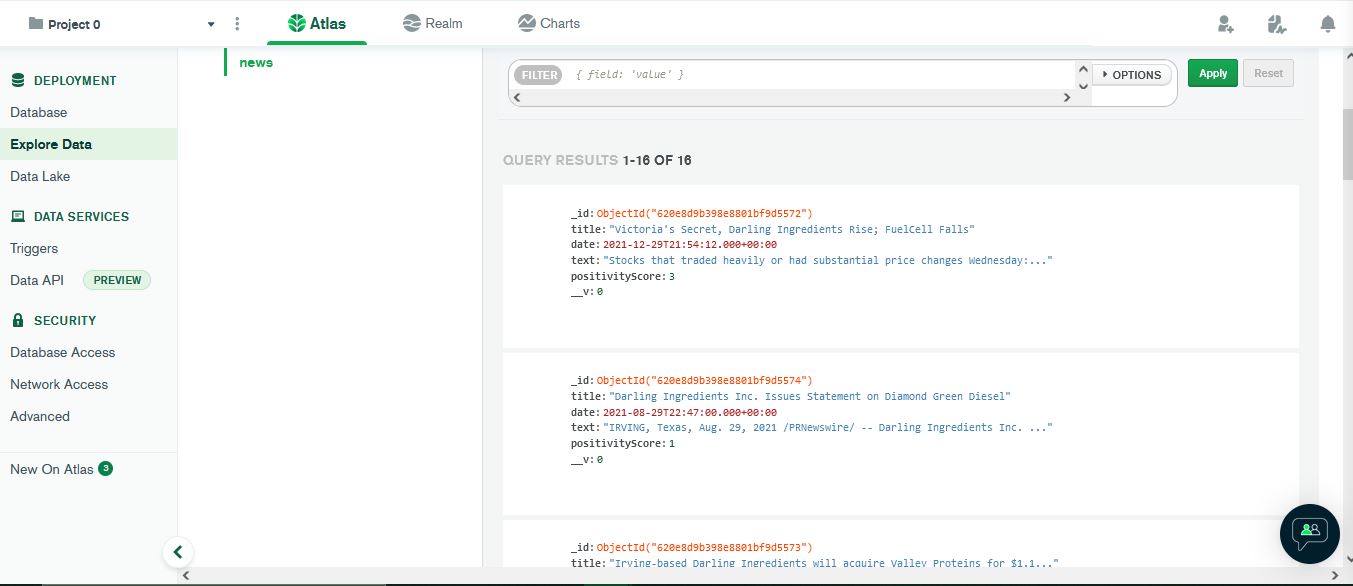 Project 0
Atlas
Realm
Charts
DEPLOYMENT
Database
Explore Data
Data Lake
DATA SERVICES
Triggers
Data API PREVIEW
SECURITY
Database Access
Network Access
Advanced
New On Atlas 3
news
FILTER { field: 'value' }
OPTIONS
Apply
Reset
QUERY RESULTS 1-16 OF 16
_id: ObjectId("620e8d9b398e8801bf9d5572")
title: "Victoria's Secret, Darling Ingredients Rise; FuelCell Falls"
date: 2021-12-29T21:54:12.000+00:00
text: "Stocks that traded heavily or had substantial price changes Wednesday:..."
positivityScore: 3
__v: 0
_id: ObjectId("620e8d9b398e8801bf9d5574")
title: "Darling Ingredients Inc. Issues Statement on Diamond Green Diesel"
date: 2021-08-29T22:47:00.000+00:00
text: "IRVING, Texas, Aug. 29, 2021 /PRNewswire/ -- Darling Ingredients Inc. ..."
positivityScore: 1
__v: 0
_id: ObjectId("620e8d9b398e8801bf9d5573")
title: "Irving-based Darling Ingredients will acquire Valley Proteins for $1.1..."